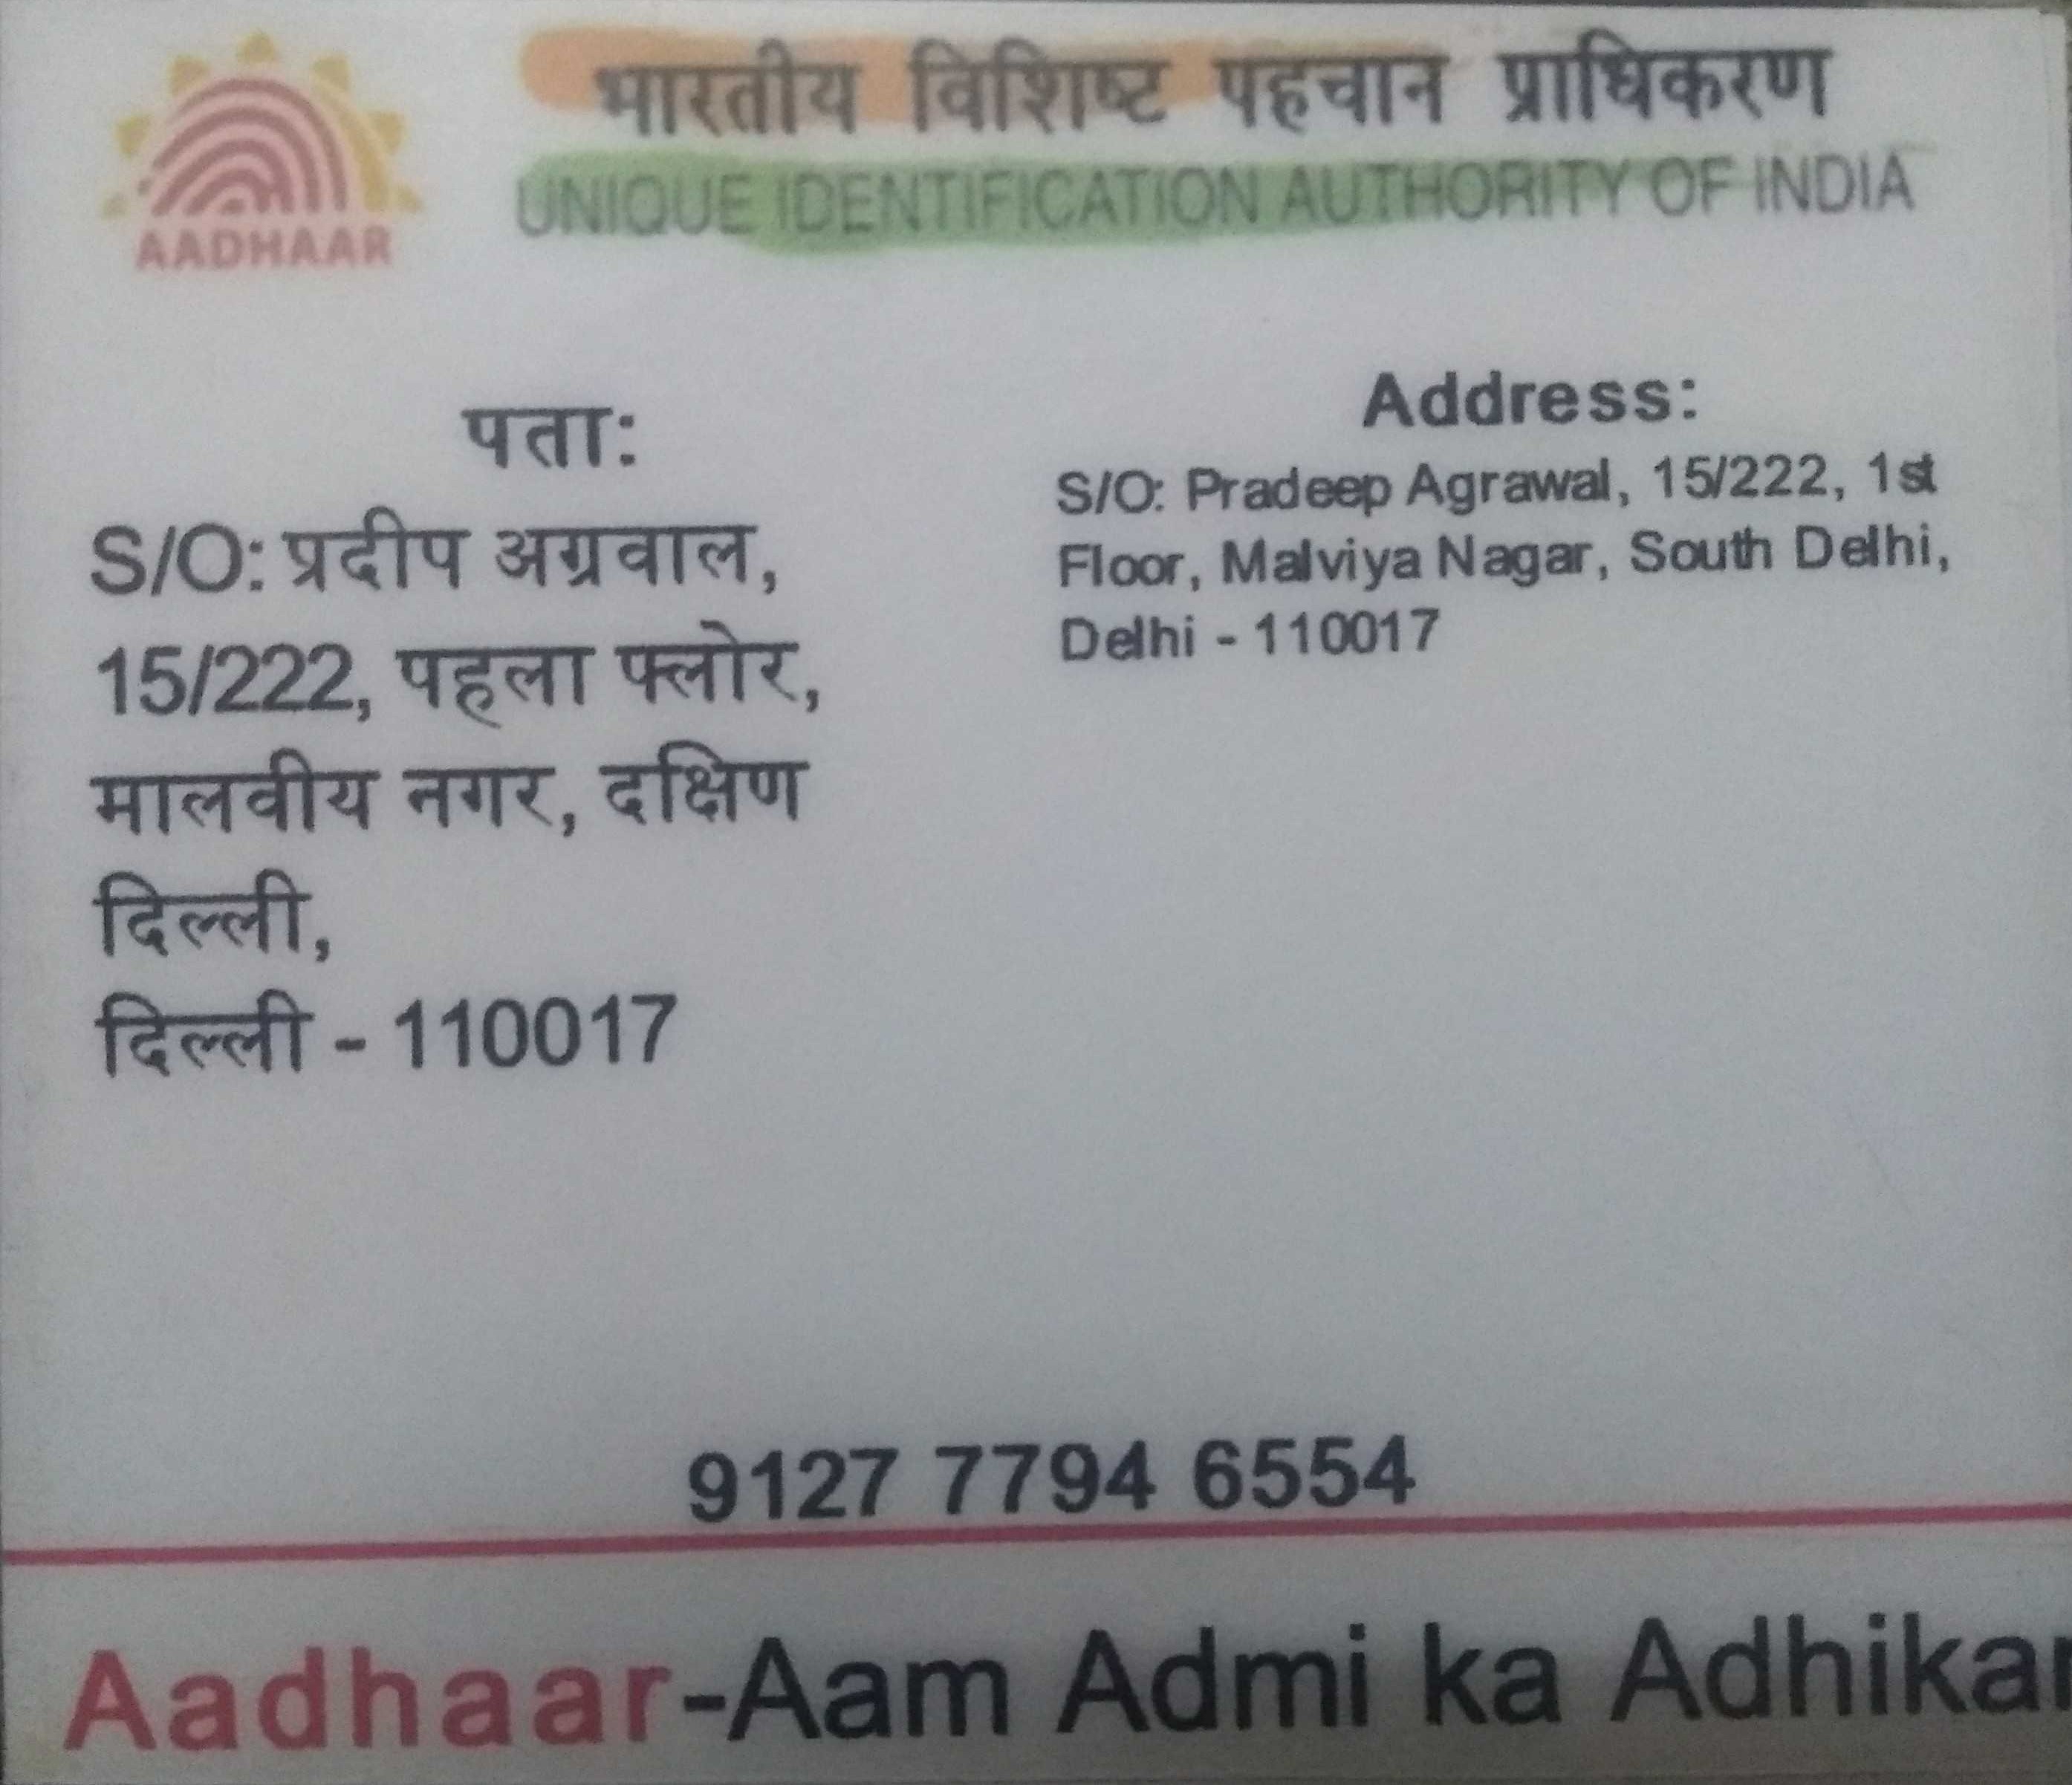 भारतीय विशिष्ट पहचान प्राधिकरण
UNIQUE IDENTIFICATION AUTHORITY OF INDIA
AADHAAR
पता:
S/O: प्रदीप अग्रवाल,
15/222, पहला फ्लोर,
मालवीय नगर, दक्षिण
दिल्ली,
दिल्ली - 110017
Address:
S/O: Pradeep Agrawal, 15/222, 1st
Floor, Malviya Nagar, South Delhi,
Delhi - 110017
9127 7794 6554
Aadhaar-Aam Admi ka Adhikar